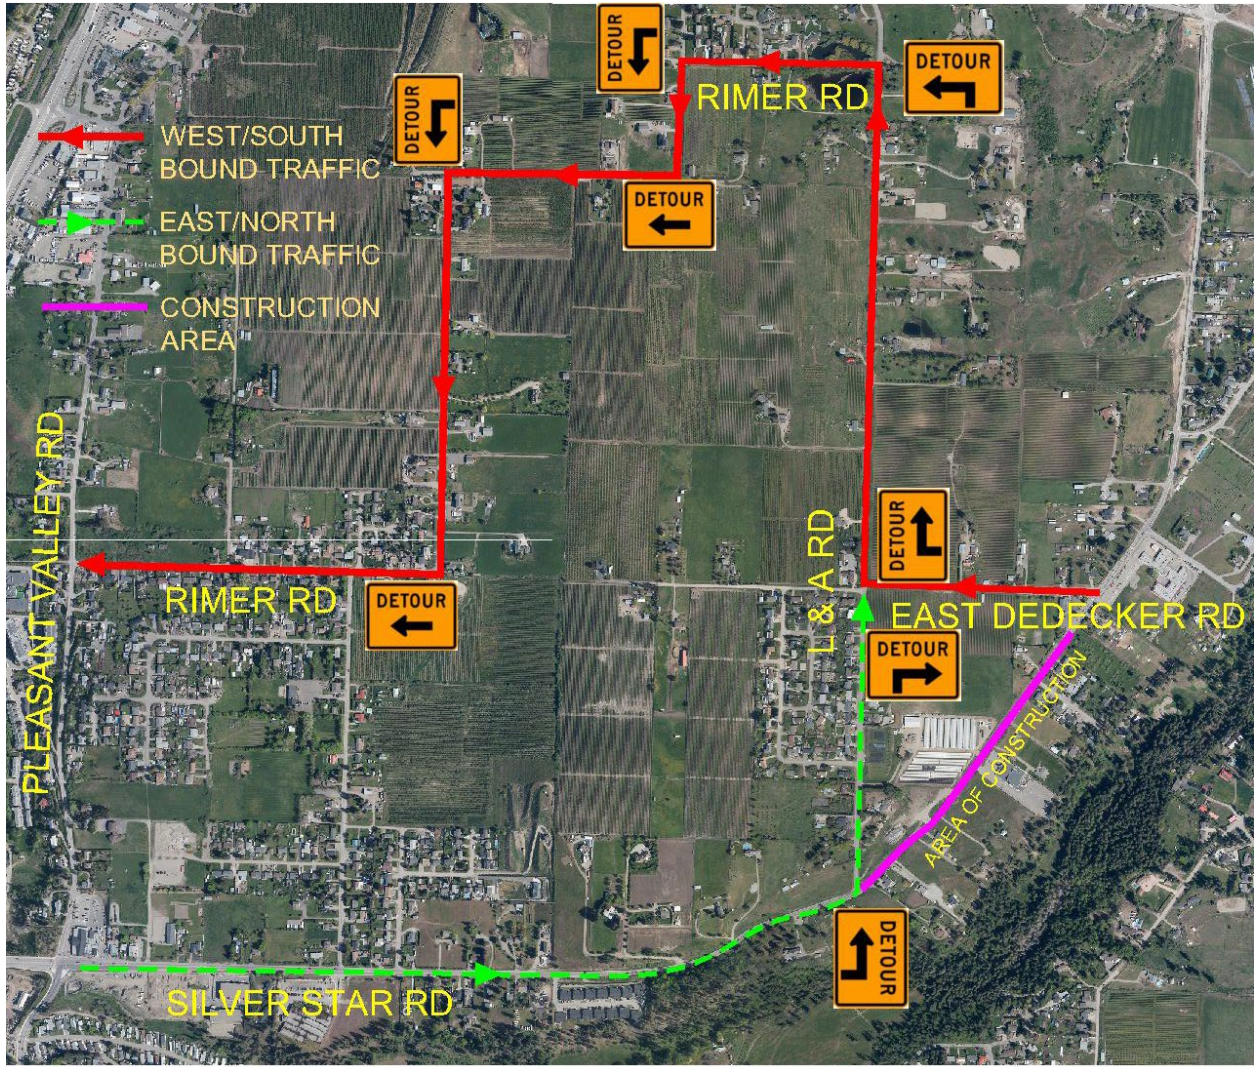 DETOUR
RIMER RD
DETOUR
DETOUR
WEST/SOUTH
BOUND TRAFFIC
EAST/NORTH
BOUND TRAFFIC
CONSTRUCTION
AREA
DETOUR
PLEASANT VALLEY RD
L & A RD
DETOUR
RIMER RD
DETOUR
EAST DEDECKER RD
DETOUR
AREA OF CONSTRUCTION
DETOUR
SILVER STAR RD